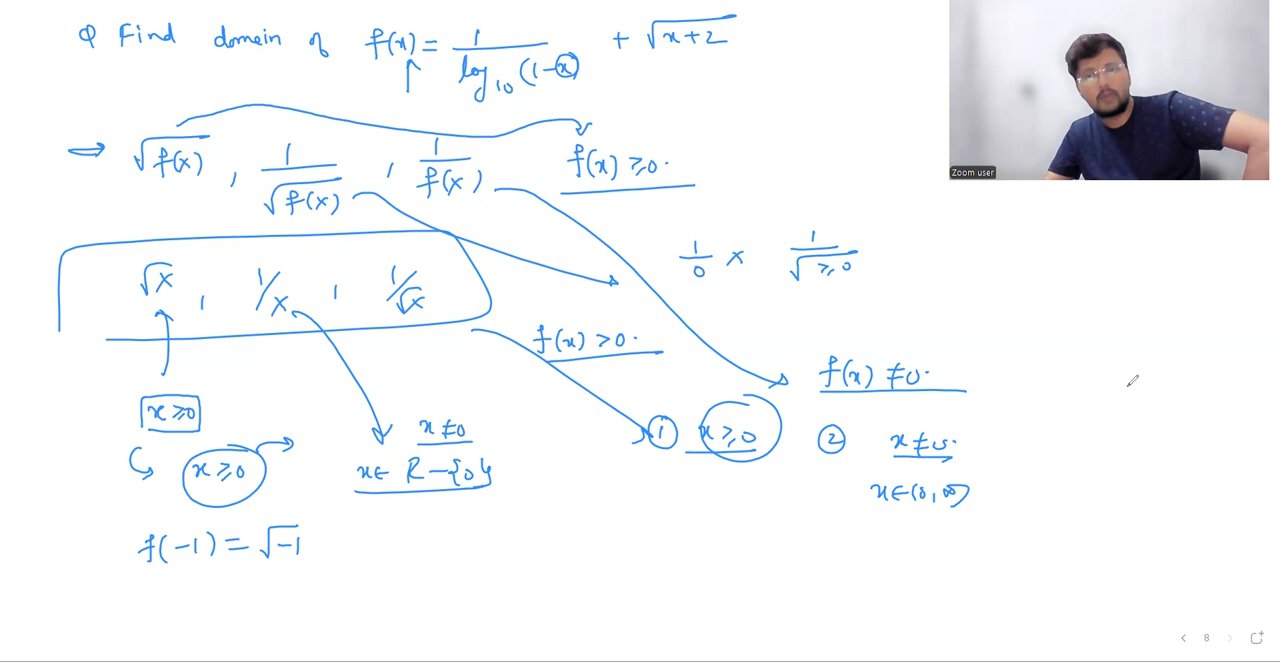 Q Find domain of f(x) = 1/log₁₀(1-x) + √(x+2)
⇒ √f(x) , 1/√f(x) , 1/f(x) f(x) ≥ 0.
1/0 × 1/√≥0
√x , 1/x , 1/√x
f(x) > 0.
f(x) ≠ 0.
x ≥ 0
x ≠ 0
① x ≥ 0 ② x ≠ 0.
x ≥ 0
x ∈ R - {0}
x ∈ (0, ∞)
f(-1) = √-1
Zoom user
8